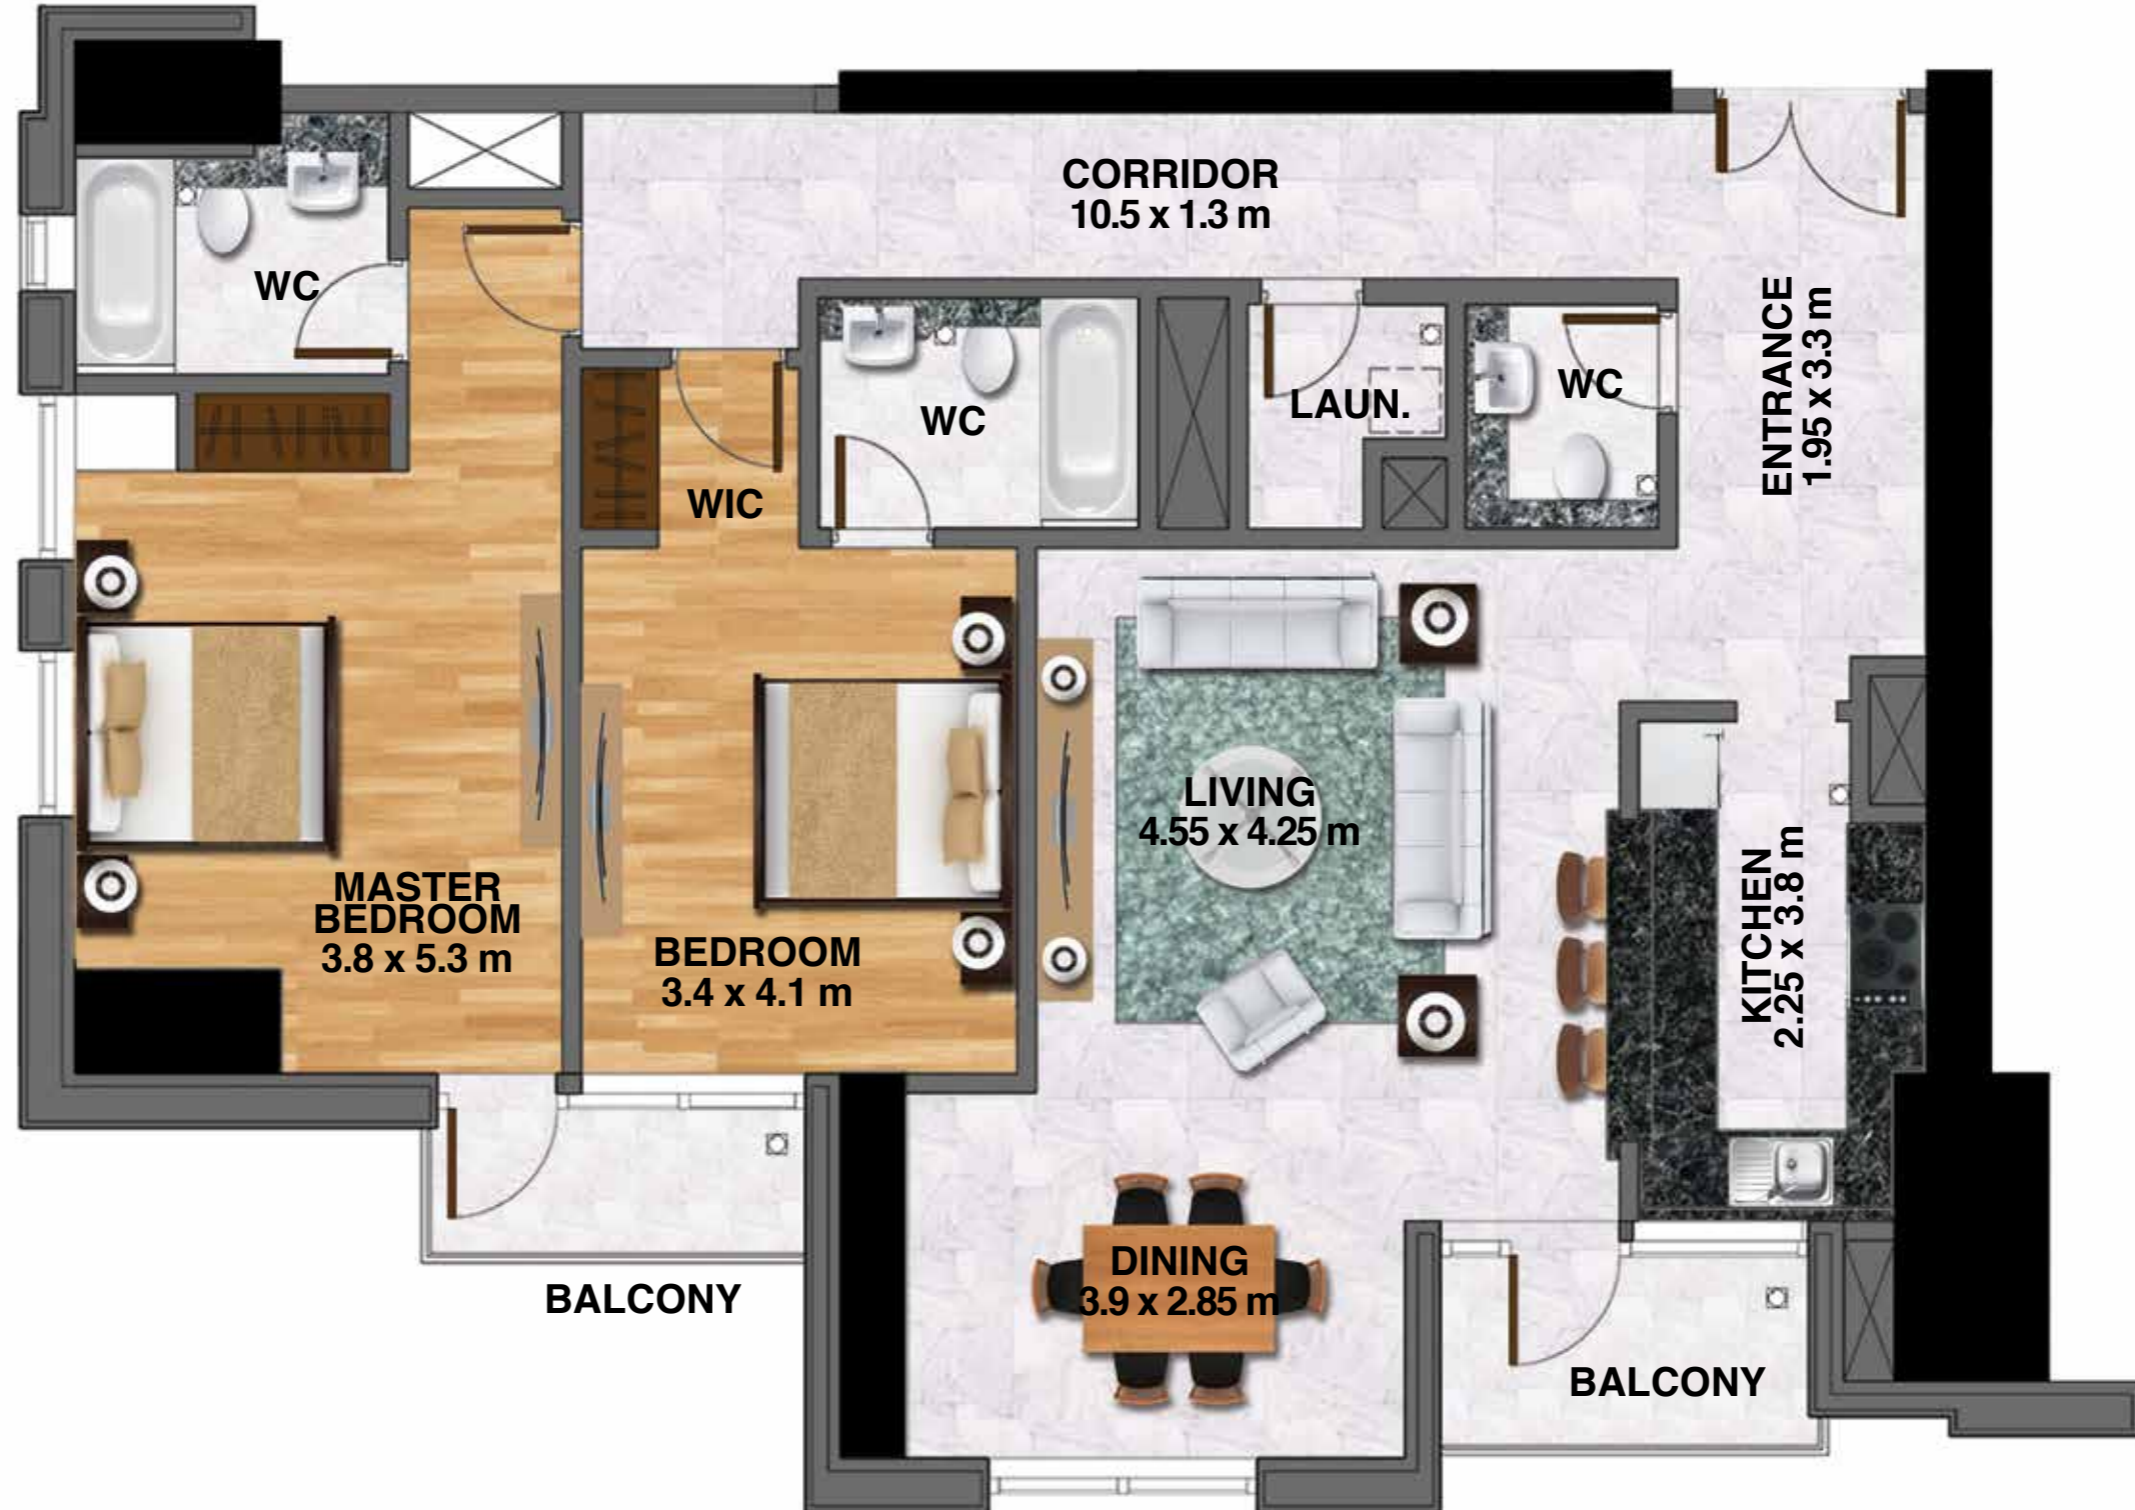 CORRIDOR
10.5 x 1.3 m
WC
ENTRANCE
1.95 x 3.3 m
WC
LAUN.
WC
WIC
LIVING
4.55 x 4.25 m
MASTER
BEDROOM
3.8 x 5.3 m
BEDROOM
3.4 x 4.1 m
KITCHEN
2.25 x 3.8 m
DINING
3.9 x 2.85 m
BALCONY
BALCONY